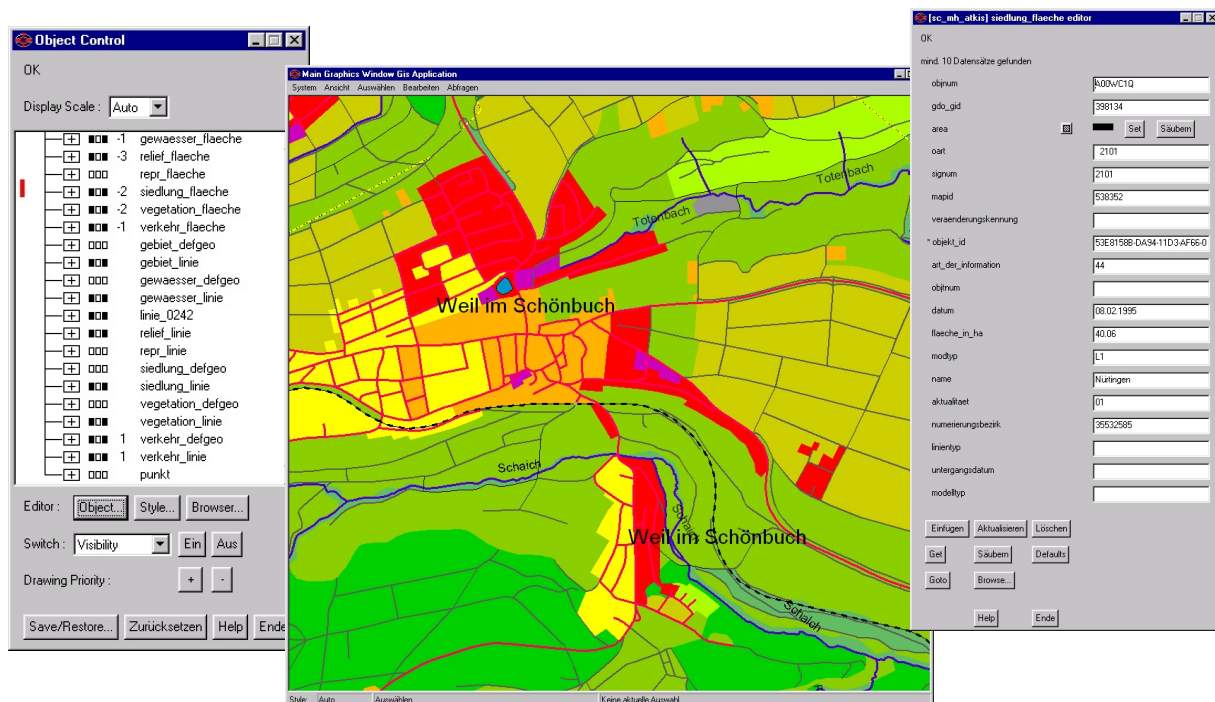 Object Control
OK
Display Scale : Auto
-1 gewaesser_flaeche
-3 relief_flaeche
repr_flaeche
-2 siedlung_flaeche
-2 vegetation_flaeche
-1 verkehr_flaeche
gebiet_defgeo
gebiet_linie
gewaesser_defgeo
gewaesser_linie
linie_0242
relief_linie
repr_linie
siedlung_defgeo
siedlung_linie
vegetation_defgeo
vegetation_linie
1 verkehr_defgeo
1 verkehr_linie
punkt
Editor : Object... Style... Browser...
Switch : Visibility Ein Aus
Drawing Priority : + -
Save/Restore... Zurücksetzen Help Ende
Main Graphics Window Gis Application
System Ansicht Auswählen Bearbeiten Abfragen
Totenbach
Totenbach
Weil im Schönbuch
Schaich
Schaich
Weil im Schönbuch
Schaich
Style: Auto Auswählen Keine aktuelle Auswahl
[sc_mh_atkis] siedlung_flaeche editor
OK
mind. 10 Datensätze gefunden
objnum A00WC1Q
gdo_gid 398134
area Set Säubern
oart 2101
signum 2101
mapid 538352
veraenderungskennung
* objekt_id 53E8158B-DA94-11D3-AF66-0
art_der_information 44
objtnum
datum 08.02.1995
flaeche_in_ha 40.06
modtyp L1
name Nürtingen
aktualitaet 01
numerierungsbezirk 35532585
linientyp
untergangsdatum
modelltyp
Einfügen Aktualisieren Löschen
Get Säubern Defaults
Goto Browse...
Help Ende